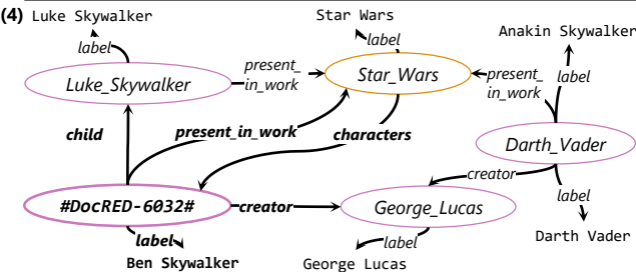 (4)
Luke Skywalker
Star Wars
Anakin Skywalker
label
label
label
Luke_Skywalker
present_
in_work
Star_Wars
present_
in_work
child
present_in_work
characters
Darth_Vader
creator
#DocRED-6032#
creator
George_Lucas
label
label
label
Ben Skywalker
George Lucas
Darth Vader